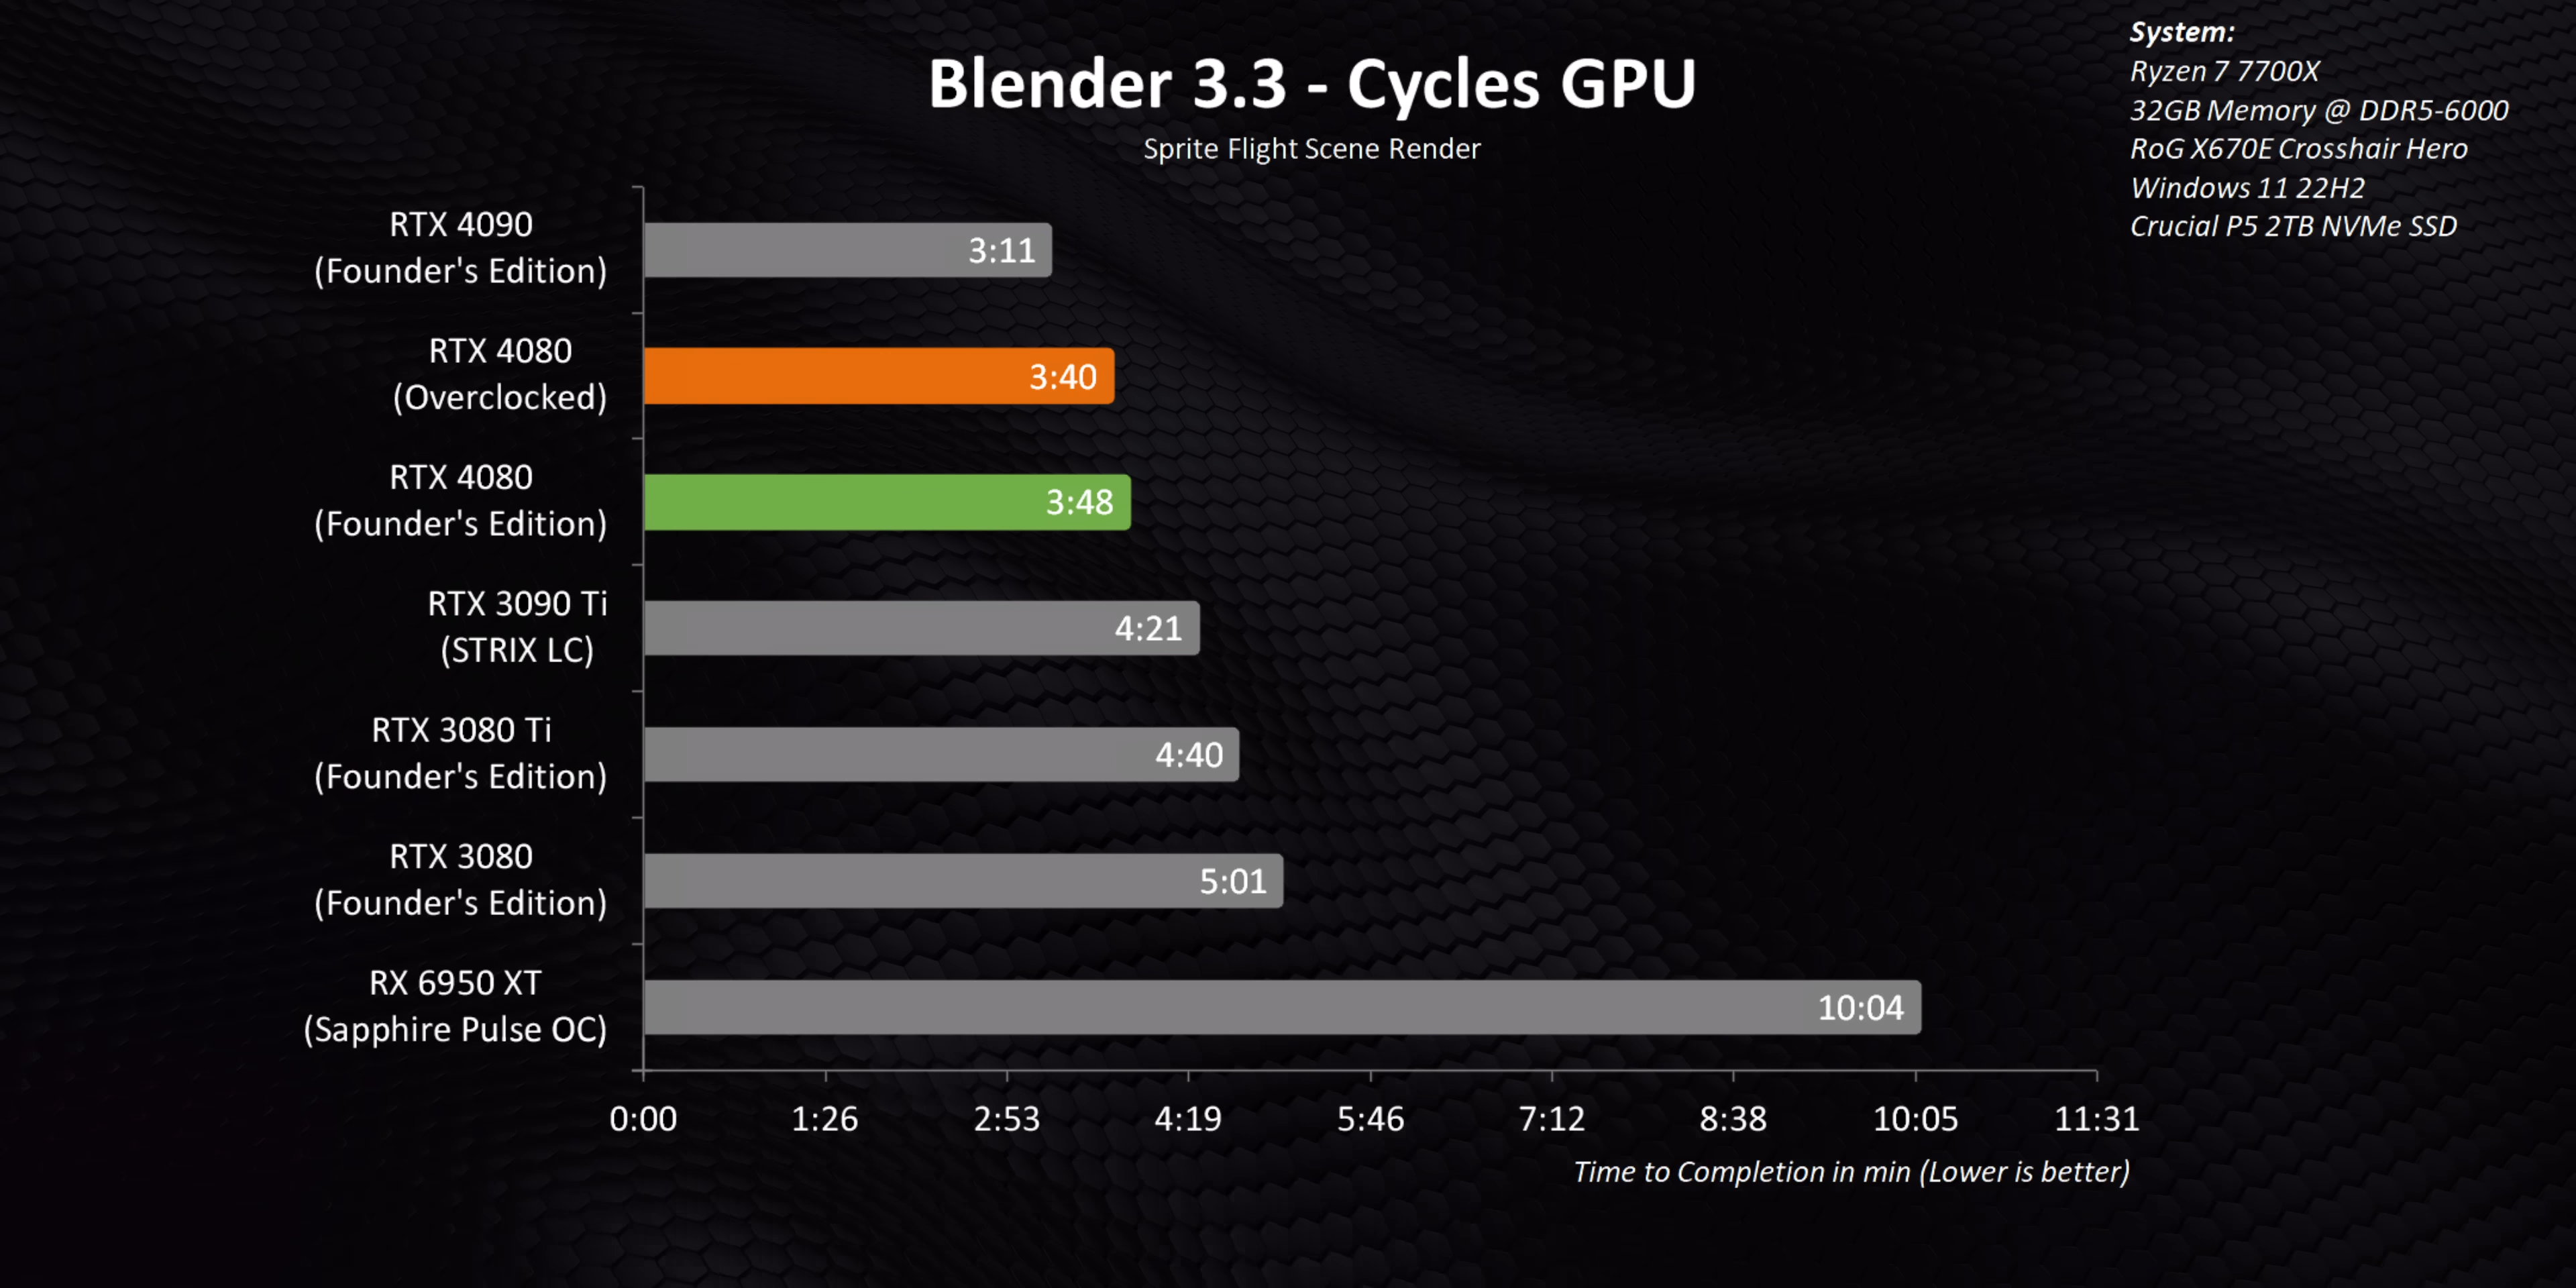 Blender 3.3 - Cycles GPU
Sprite Flight Scene Render
System:
Ryzen 7 7700X
32GB Memory @ DDR5-6000
RoG X670E Crosshair Hero
Windows 11 22H2
Crucial P5 2TB NVMe SSD
RTX 4090
(Founder's Edition)
3:11
RTX 4080
(Overclocked)
3:40
RTX 4080
(Founder's Edition)
3:48
RTX 3090 Ti
(STRIX LC)
4:21
RTX 3080 Ti
(Founder's Edition)
4:40
RTX 3080
(Founder's Edition)
5:01
RX 6950 XT
(Sapphire Pulse OC)
10:04
0:00 1:26 2:53 4:19 5:46 7:12 8:38 10:05 11:31
Time to Completion in min (Lower is better)